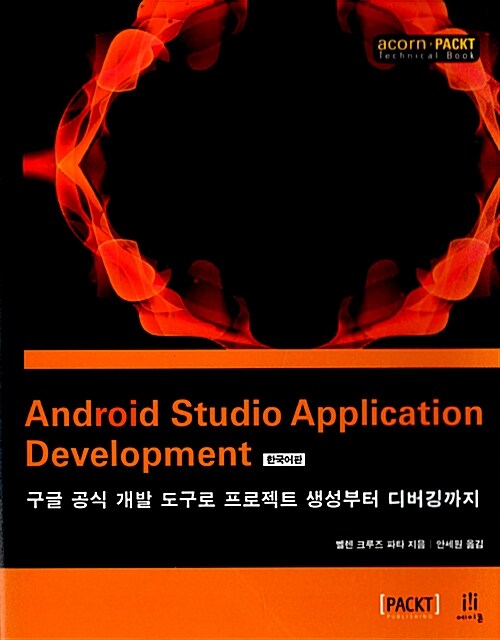 acorn·PACKT
Technical Book
Android Studio Application
Development 한국어판
구글 공식 개발 도구로 프로젝트 생성부터 디버깅까지
벨렌 크루즈 파타 지음 | 안세원 옮김
[PACKT]
PUBLISHING
에이콘